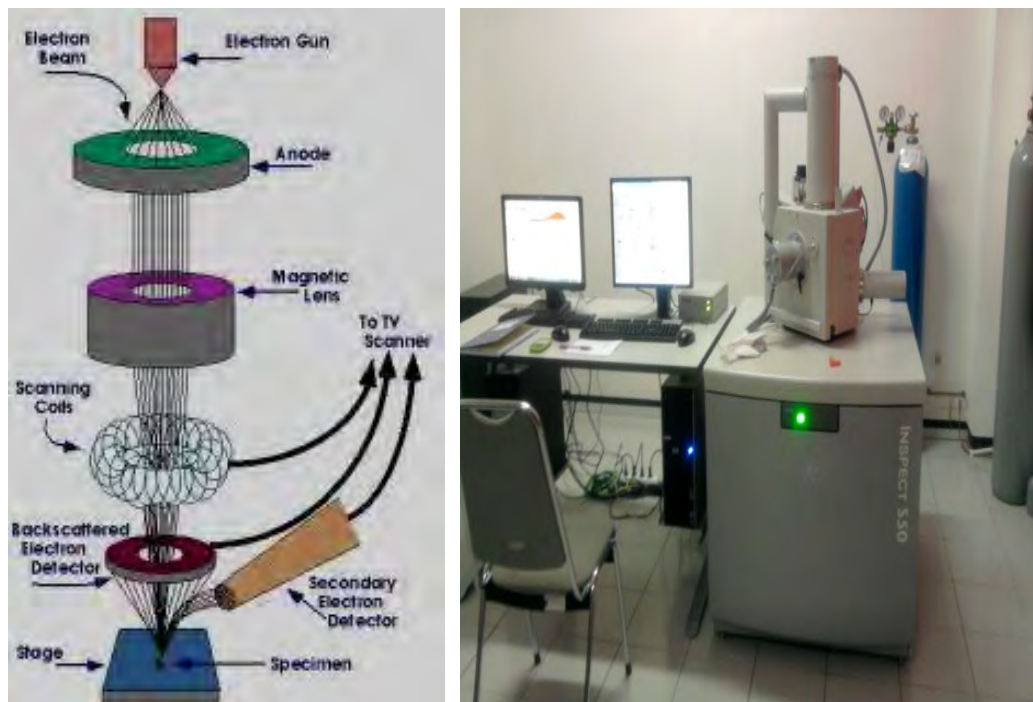 Electron
Beam
Electron Gun
Anode
Magnetic
Lens
To TV
Scanner
Scanning
Coils
Backscattered
Electron
Detector
Secondary
Electron
Detector
Stage
Specimen
INSPECT S50